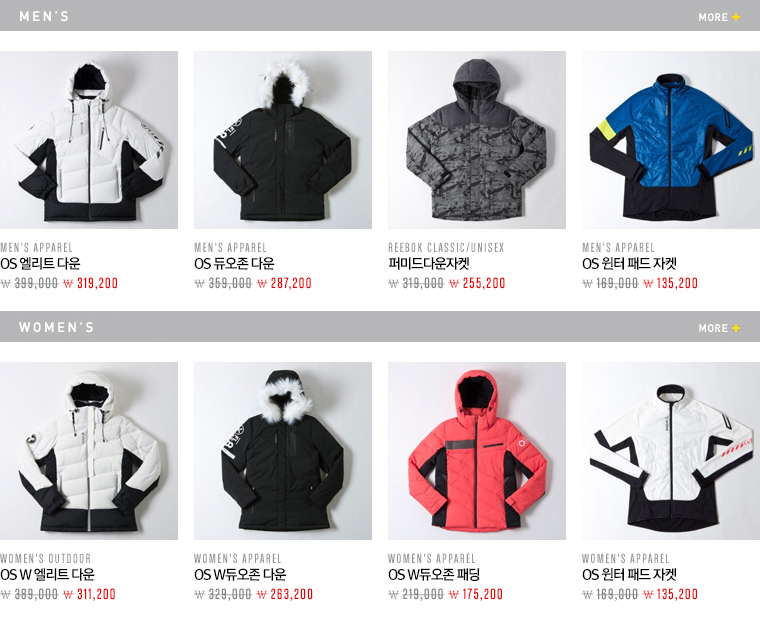 MEN'S
MORE +
MEN'S APPAREL
OS 엘리트 다운
₩ 399,000 ₩ 319,200
MEN'S APPAREL
OS 듀오존 다운
₩ 359,000 ₩ 287,200
REEBOK CLASSIC/UNISEX
퍼미드다운자켓
₩ 319,000 ₩ 255,200
MEN'S APPAREL
OS 윈터 패드 자켓
₩ 169,000 ₩ 135,200
WOMEN'S
MORE +
WOMEN'S OUTDOOR
OS W 엘리트 다운
₩ 389,000 ₩ 311,200
WOMEN'S APPAREL
OS W듀오존 다운
₩ 329,000 ₩ 263,200
WOMEN'S APPAREL
OS W듀오존 패딩
₩ 219,000 ₩ 175,200
WOMEN'S APPAREL
OS 윈터 패드 자켓
₩ 169,000 ₩ 135,200